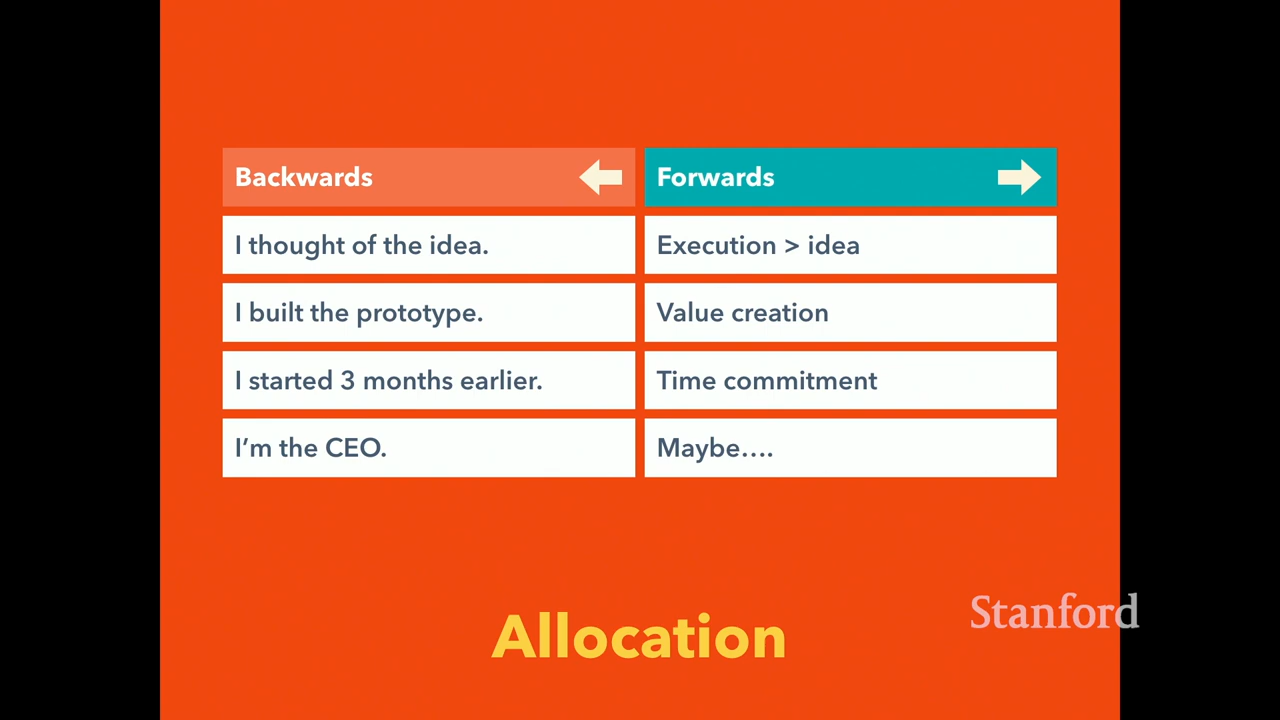 Backwards
Forwards
I thought of the idea.
Execution > idea
I built the prototype.
Value creation
I started 3 months earlier.
Time commitment
I’m the CEO.
Maybe….
Allocation
Stanford